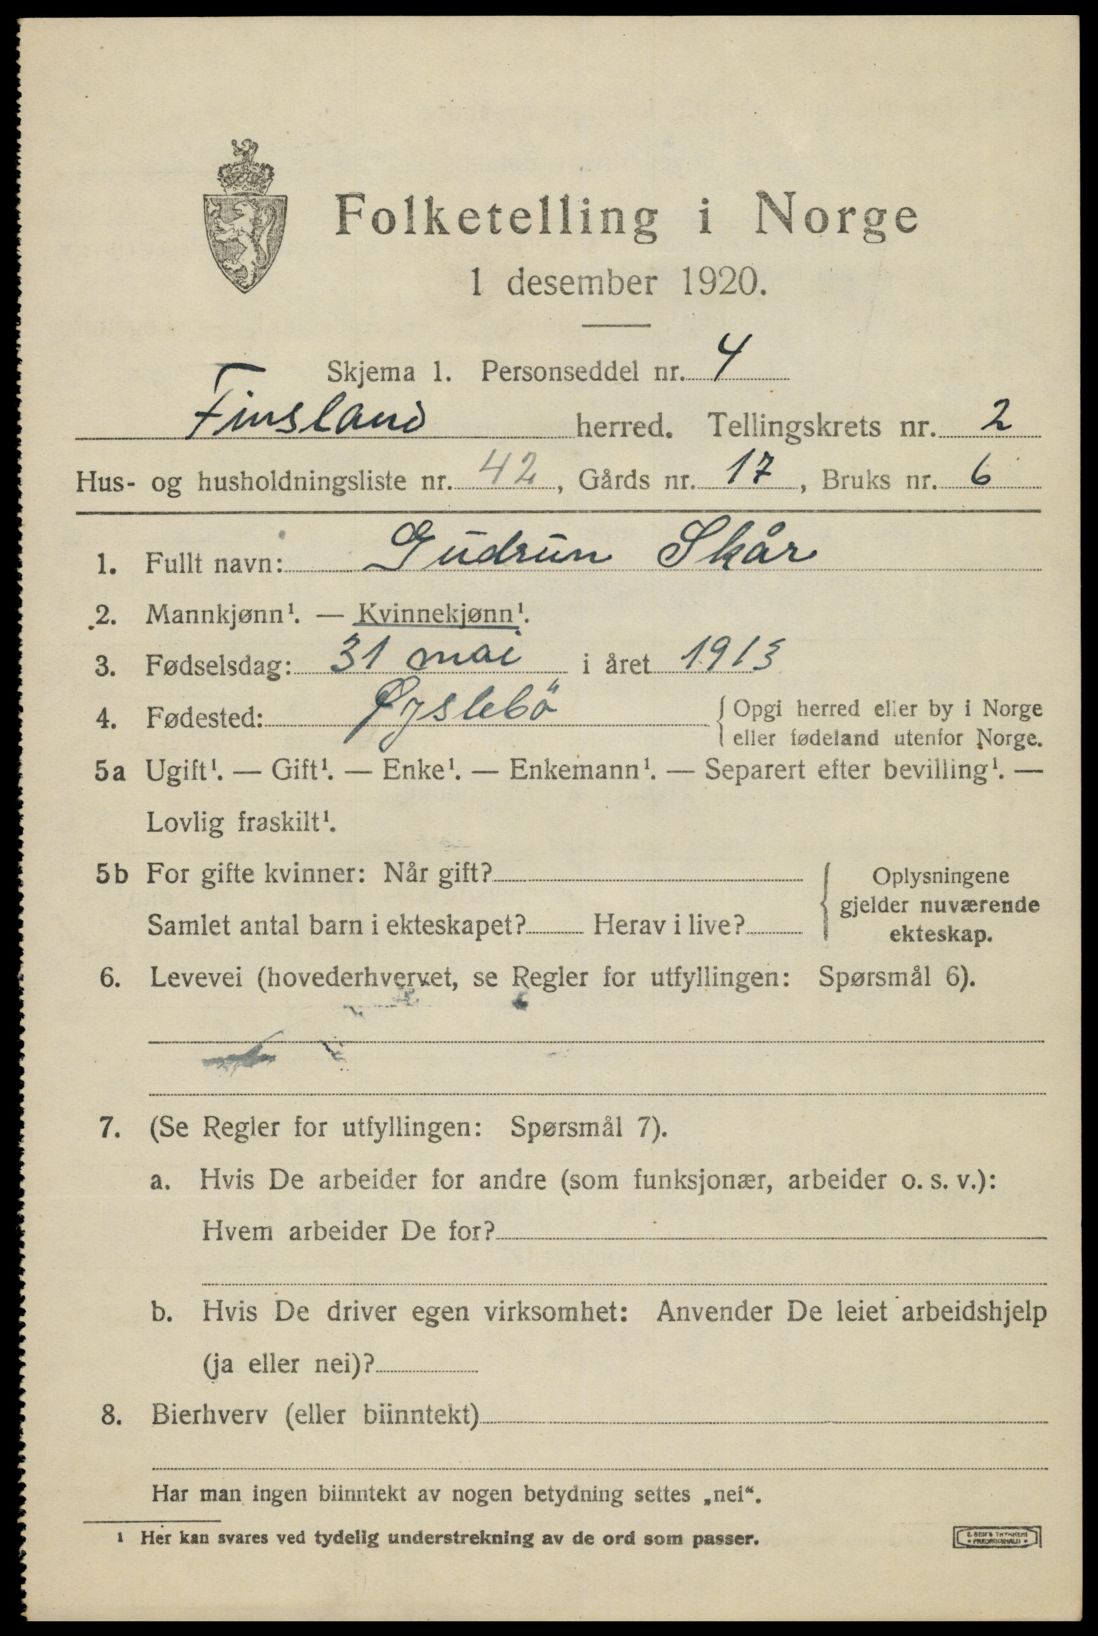 Folketelling i Norge
1 desember 1920.
Skjema 1. Personseddel nr. 4
Finsland herred. Tellingskrets nr. 2
Hus- og husholdningsliste nr. 42, Gårds nr. 17, Bruks nr. 6
1. Fullt navn: Gudrun Skår
2. Mannkjønn¹. — Kvinnekjønn¹.
3. Fødselsdag: 31 mai i året 1913
4. Fødested: Øyslebö { Opgi herred eller by i Norge
eller fødeland utenfor Norge.
5a Ugift¹. — Gift¹. — Enke¹. — Enkemann¹. — Separert efter bevilling¹. —
Lovlig fraskilt¹.
5b For gifte kvinner: Når gift?
Samlet antal barn i ekteskapet? Herav i live?
{ Oplysningene
gjelder nuværende
ekteskap.
6. Levevei (hovederhvervet, se Regler for utfyllingen: Spørsmål 6).
7. (Se Regler for utfyllingen: Spørsmål 7).
a. Hvis De arbeider for andre (som funksjonær, arbeider o. s. v.):
Hvem arbeider De for?
b. Hvis De driver egen virksomhet: Anvender De leiet arbeidshjelp
(ja eller nei)?
8. Bierhverv (eller biinntekt)
Har man ingen biinntekt av nogen betydning settes „nei“.
¹ Her kan svares ved tydelig understrekning av de ord som passer.